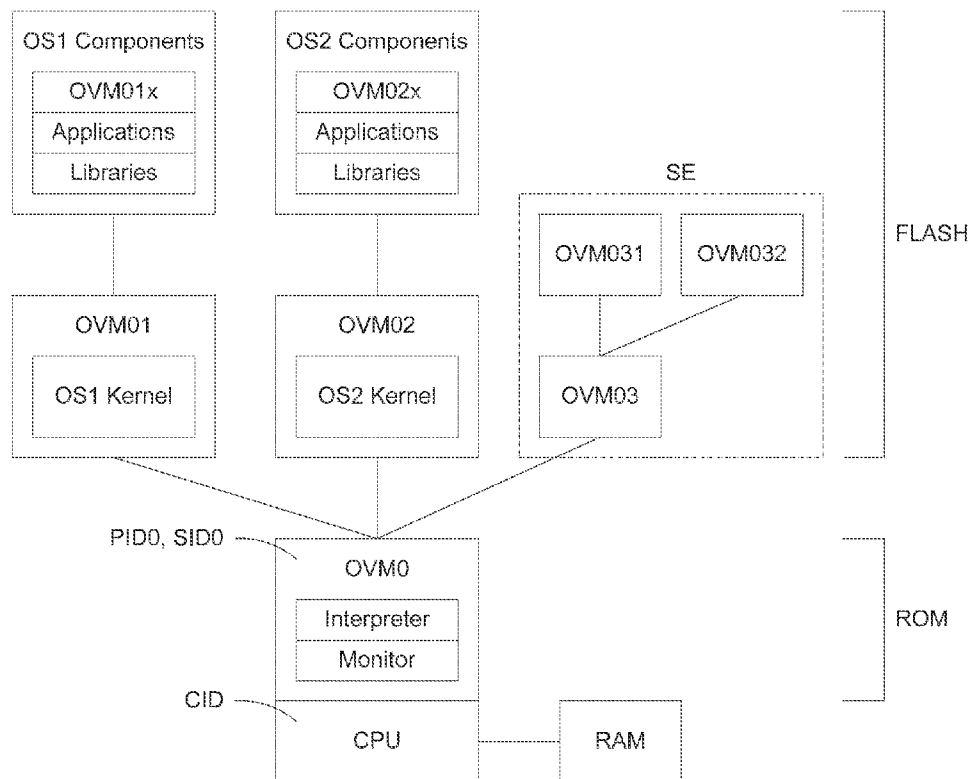 OS1 Components
OVM01x
Applications
Libraries
OS2 Components
OVM02x
Applications
Libraries
SE
OVM031
OVM032
FLASH
OVM01
OS1 Kernel
OVM02
OS2 Kernel
OVM03
PID0, SID0
OVM0
Interpreter
Monitor
ROM
CID
CPU
RAM